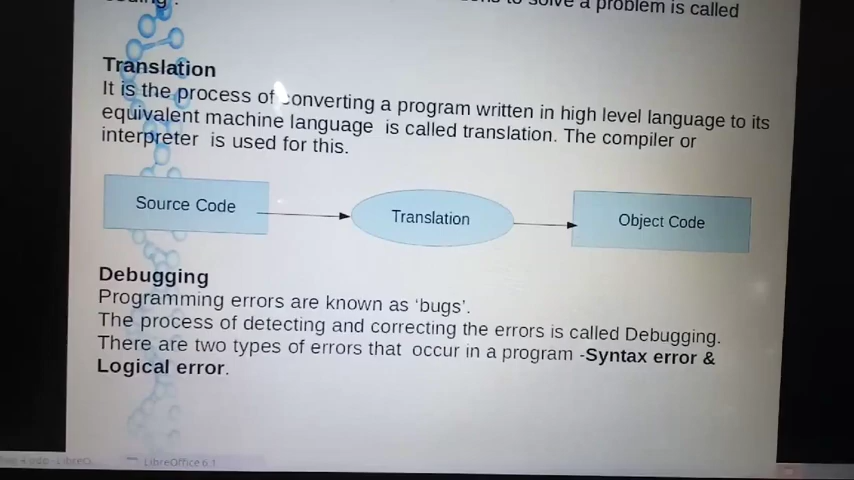 to solve a problem is called
Translation
It is the process of converting a program written in high level language to its
equivalent machine language is called translation. The compiler or
interpreter is used for this.
Source Code
Translation
Object Code
Debugging
Programming errors are known as ‘bugs’.
The process of detecting and correcting the errors is called Debugging.
There are two types of errors that occur in a program -Syntax error &
Logical error.
LibreOffice 6.1